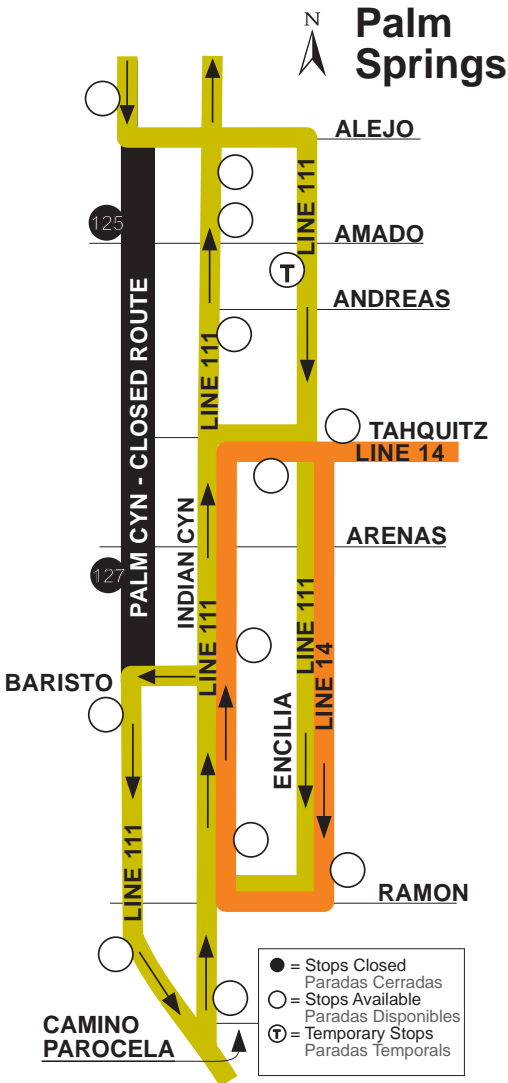 N
Palm
Springs
ALEJO
LINE 111
125
AMADO
T
ANDREAS
PALM CYN - CLOSED ROUTE
LINE 111
TAHQUITZ
LINE 14
INDIAN CYN
ARENAS
127
LINE 111
LINE 111
LINE 14
BARISTO
ENCILIA
LINE 111
RAMON
= Stops Closed
Paradas Cerradas
= Stops Available
Paradas Disponibles
T = Temporary Stops
Paradas Temporals
CAMINO
PAROCELA